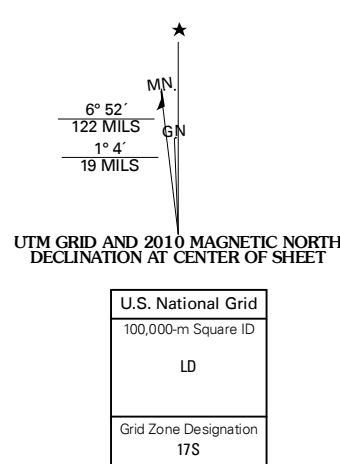 ★
MN
GN
6° 52´
122 MILS
1° 4´
19 MILS
UTM GRID AND 2010 MAGNETIC NORTH
DECLINATION AT CENTER OF SHEET
U.S. National Grid
100,000-m Square ID
LD
Grid Zone Designation
17S